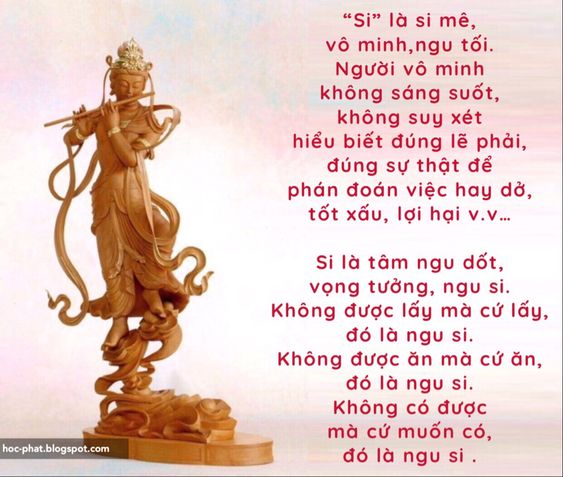 “Si” là si mê,
vô minh,ngu tối.
Người vô minh
không sáng suốt,
không suy xét
hiểu biết đúng lẽ phải,
đúng sự thật để
phán đoán việc hay dở,
tốt xấu, lợi hại v.v...
Si là tâm ngu dốt,
vọng tưởng, ngu si.
Không được lấy mà cứ lấy,
đó là ngu si.
Không được ăn mà cứ ăn,
đó là ngu si.
Không có được
mà cứ muốn có,
đó là ngu si .
hoc-phat.blogspot.com